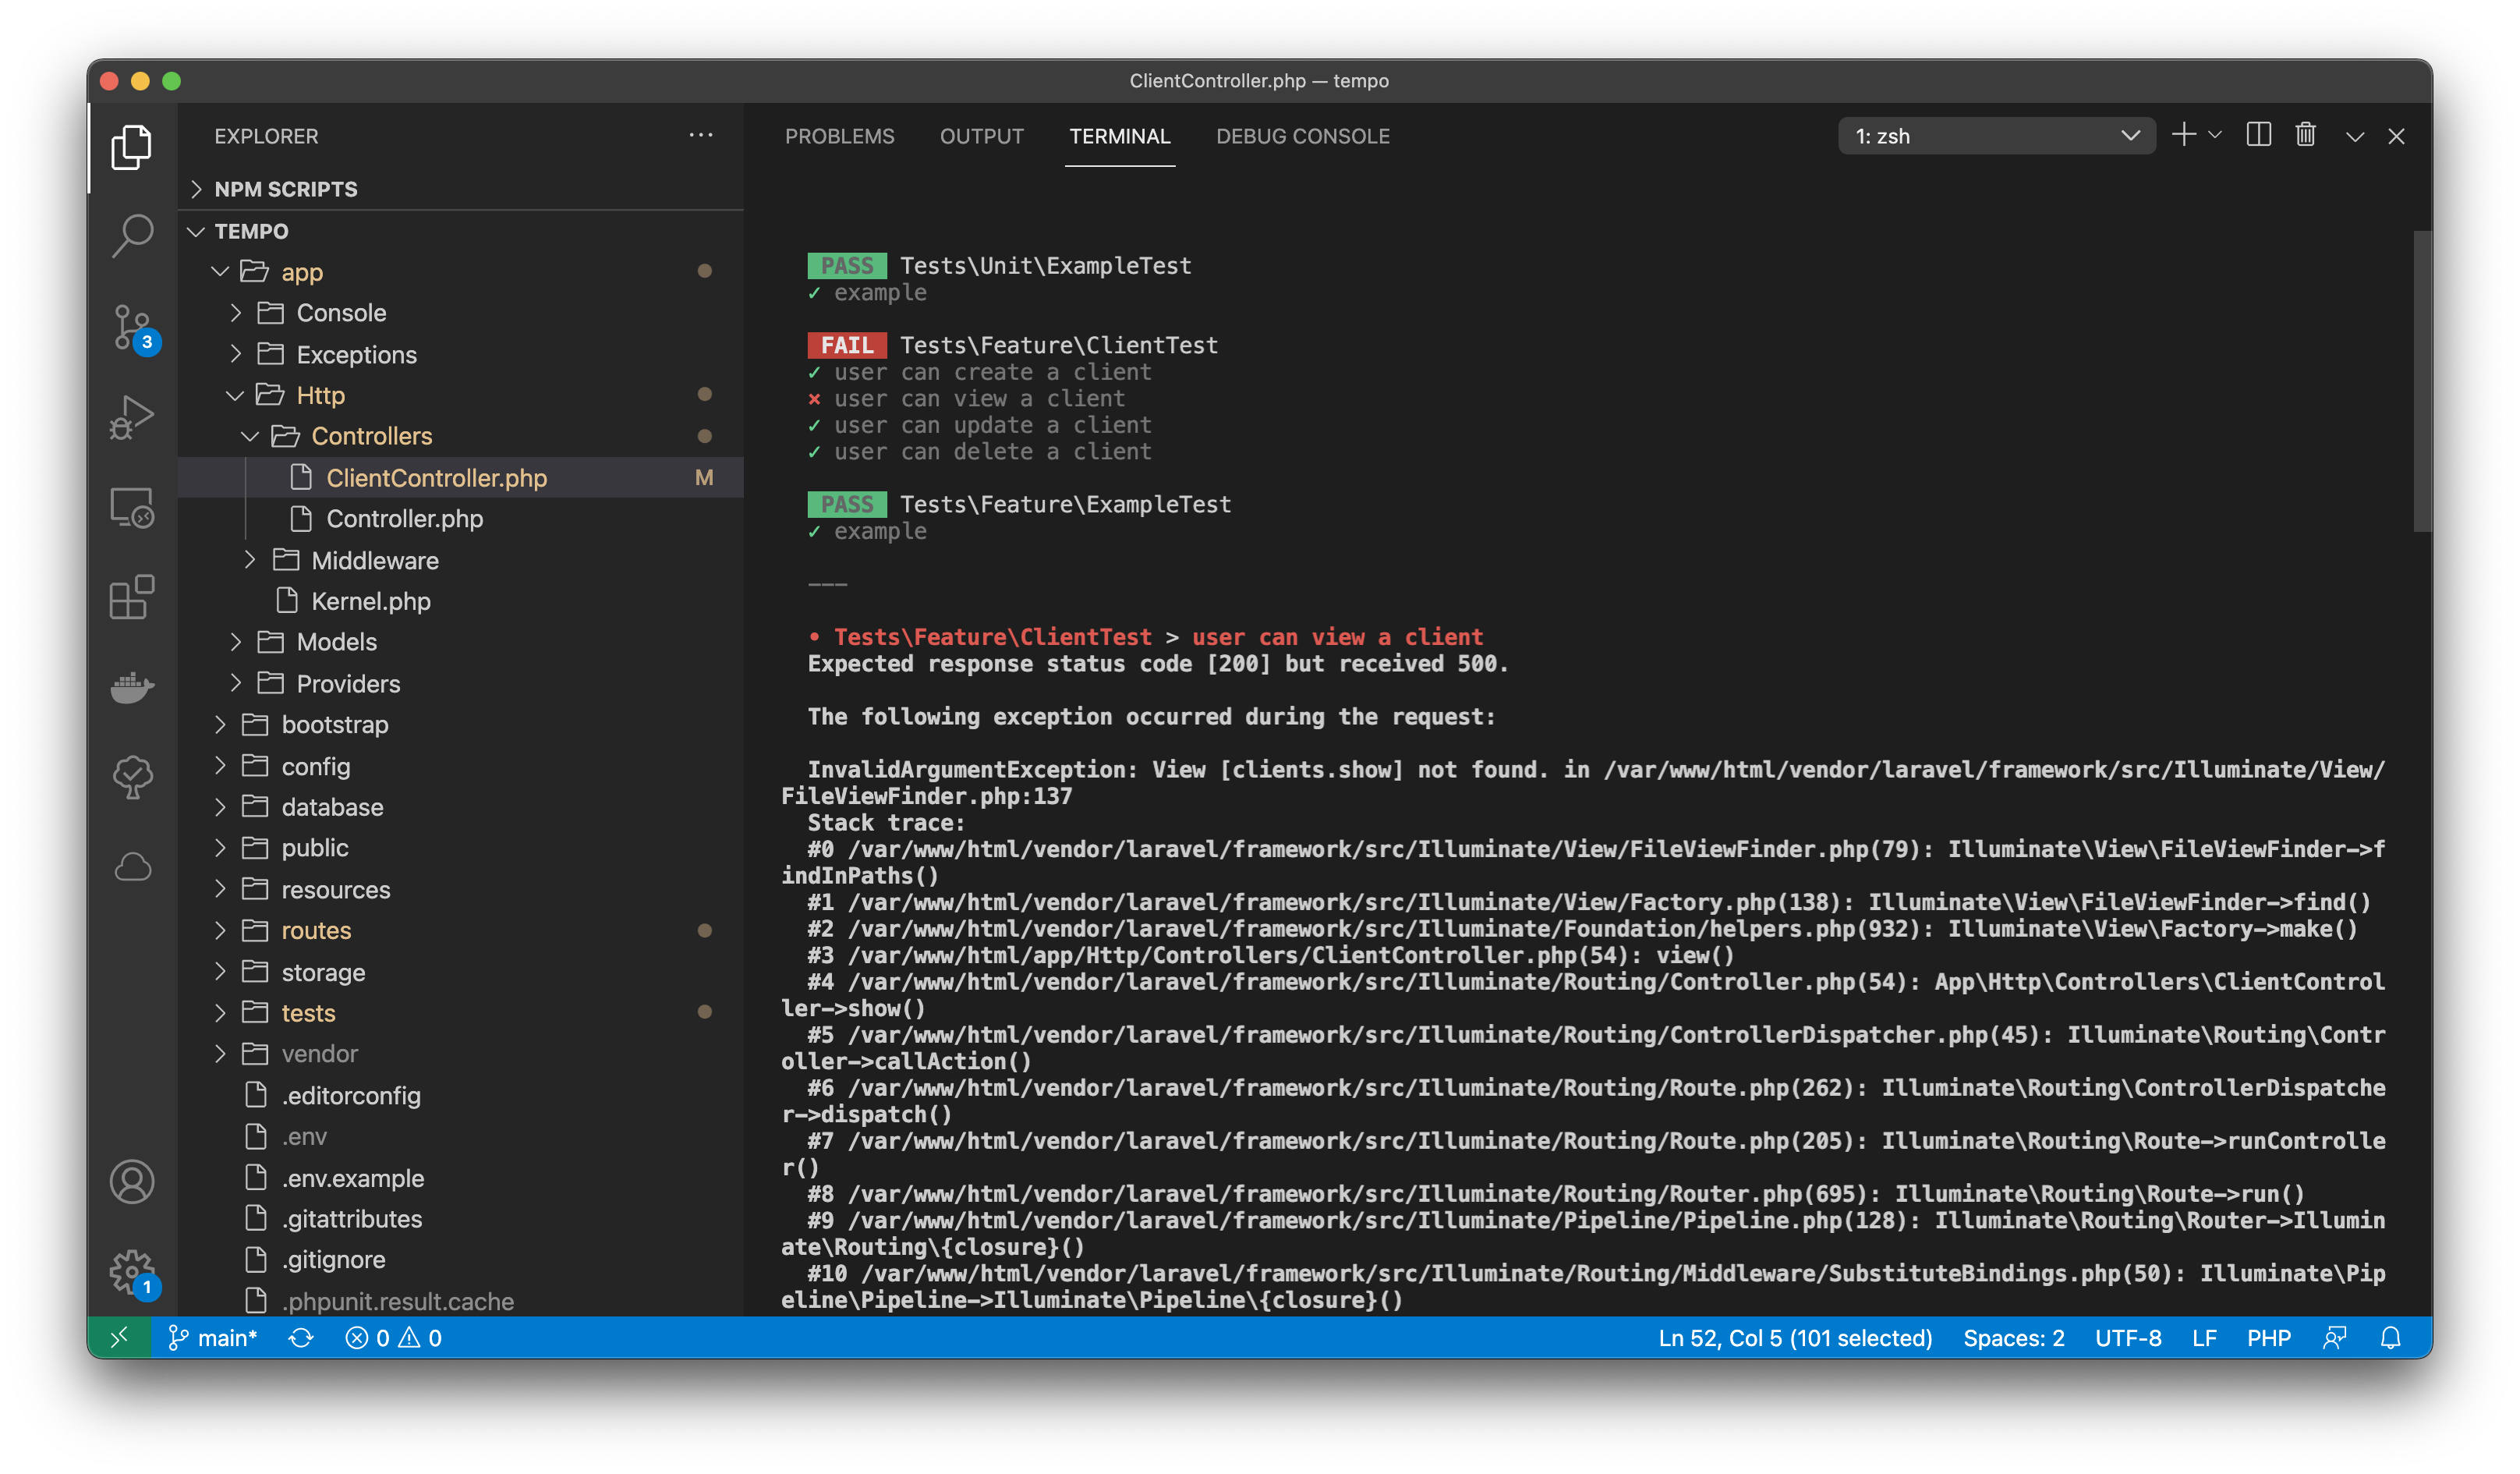 ClientController.php — tempo
EXPLORER
NPM SCRIPTS
TEMPO
app
Console
Exceptions
Http
Controllers
ClientController.php M
Controller.php
Middleware
Kernel.php
Models
Providers
bootstrap
config
database
public
resources
routes
storage
tests
vendor
.editorconfig
.env
.env.example
.gitattributes
.gitignore
.phpunit.result.cache
3
1
PROBLEMS OUTPUT TERMINAL DEBUG CONSOLE 1: zsh
PASS Tests\Unit\ExampleTest
✓ example
FAIL Tests\Feature\ClientTest
✓ user can create a client
⨯ user can view a client
✓ user can update a client
✓ user can delete a client
PASS Tests\Feature\ExampleTest
✓ example
———
• Tests\Feature\ClientTest > user can view a client
Expected response status code [200] but received 500.
The following exception occurred during the request:
InvalidArgumentException: View [clients.show] not found. in /var/www/html/vendor/laravel/framework/src/Illuminate/View/
FileViewFinder.php:137
Stack trace:
#0 /var/www/html/vendor/laravel/framework/src/Illuminate/View/FileViewFinder.php(79): Illuminate\View\FileViewFinder->f
indInPaths()
#1 /var/www/html/vendor/laravel/framework/src/Illuminate/View/Factory.php(138): Illuminate\View\FileViewFinder->find()
#2 /var/www/html/vendor/laravel/framework/src/Illuminate/Foundation/helpers.php(932): Illuminate\View\Factory->make()
#3 /var/www/html/app/Http/Controllers/ClientController.php(54): view()
#4 /var/www/html/vendor/laravel/framework/src/Illuminate/Routing/Controller.php(54): App\Http\Controllers\ClientControl
ler->show()
#5 /var/www/html/vendor/laravel/framework/src/Illuminate/Routing/ControllerDispatcher.php(45): Illuminate\Routing\Contr
oller->callAction()
#6 /var/www/html/vendor/laravel/framework/src/Illuminate/Routing/Route.php(262): Illuminate\Routing\ControllerDispatche
r->dispatch()
#7 /var/www/html/vendor/laravel/framework/src/Illuminate/Routing/Route.php(205): Illuminate\Routing\Route->runControlle
r()
#8 /var/www/html/vendor/laravel/framework/src/Illuminate/Routing/Router.php(695): Illuminate\Routing\Route->run()
#9 /var/www/html/vendor/laravel/framework/src/Illuminate/Pipeline/Pipeline.php(128): Illuminate\Routing\Router->Illumin
ate\Routing\{closure}()
#10 /var/www/html/vendor/laravel/framework/src/Illuminate/Routing/Middleware/SubstituteBindings.php(50): Illuminate\Pip
eline\Pipeline->Illuminate\Pipeline\{closure}()
main* 0 0 Ln 52, Col 5 (101 selected) Spaces: 2 UTF-8 LF PHP